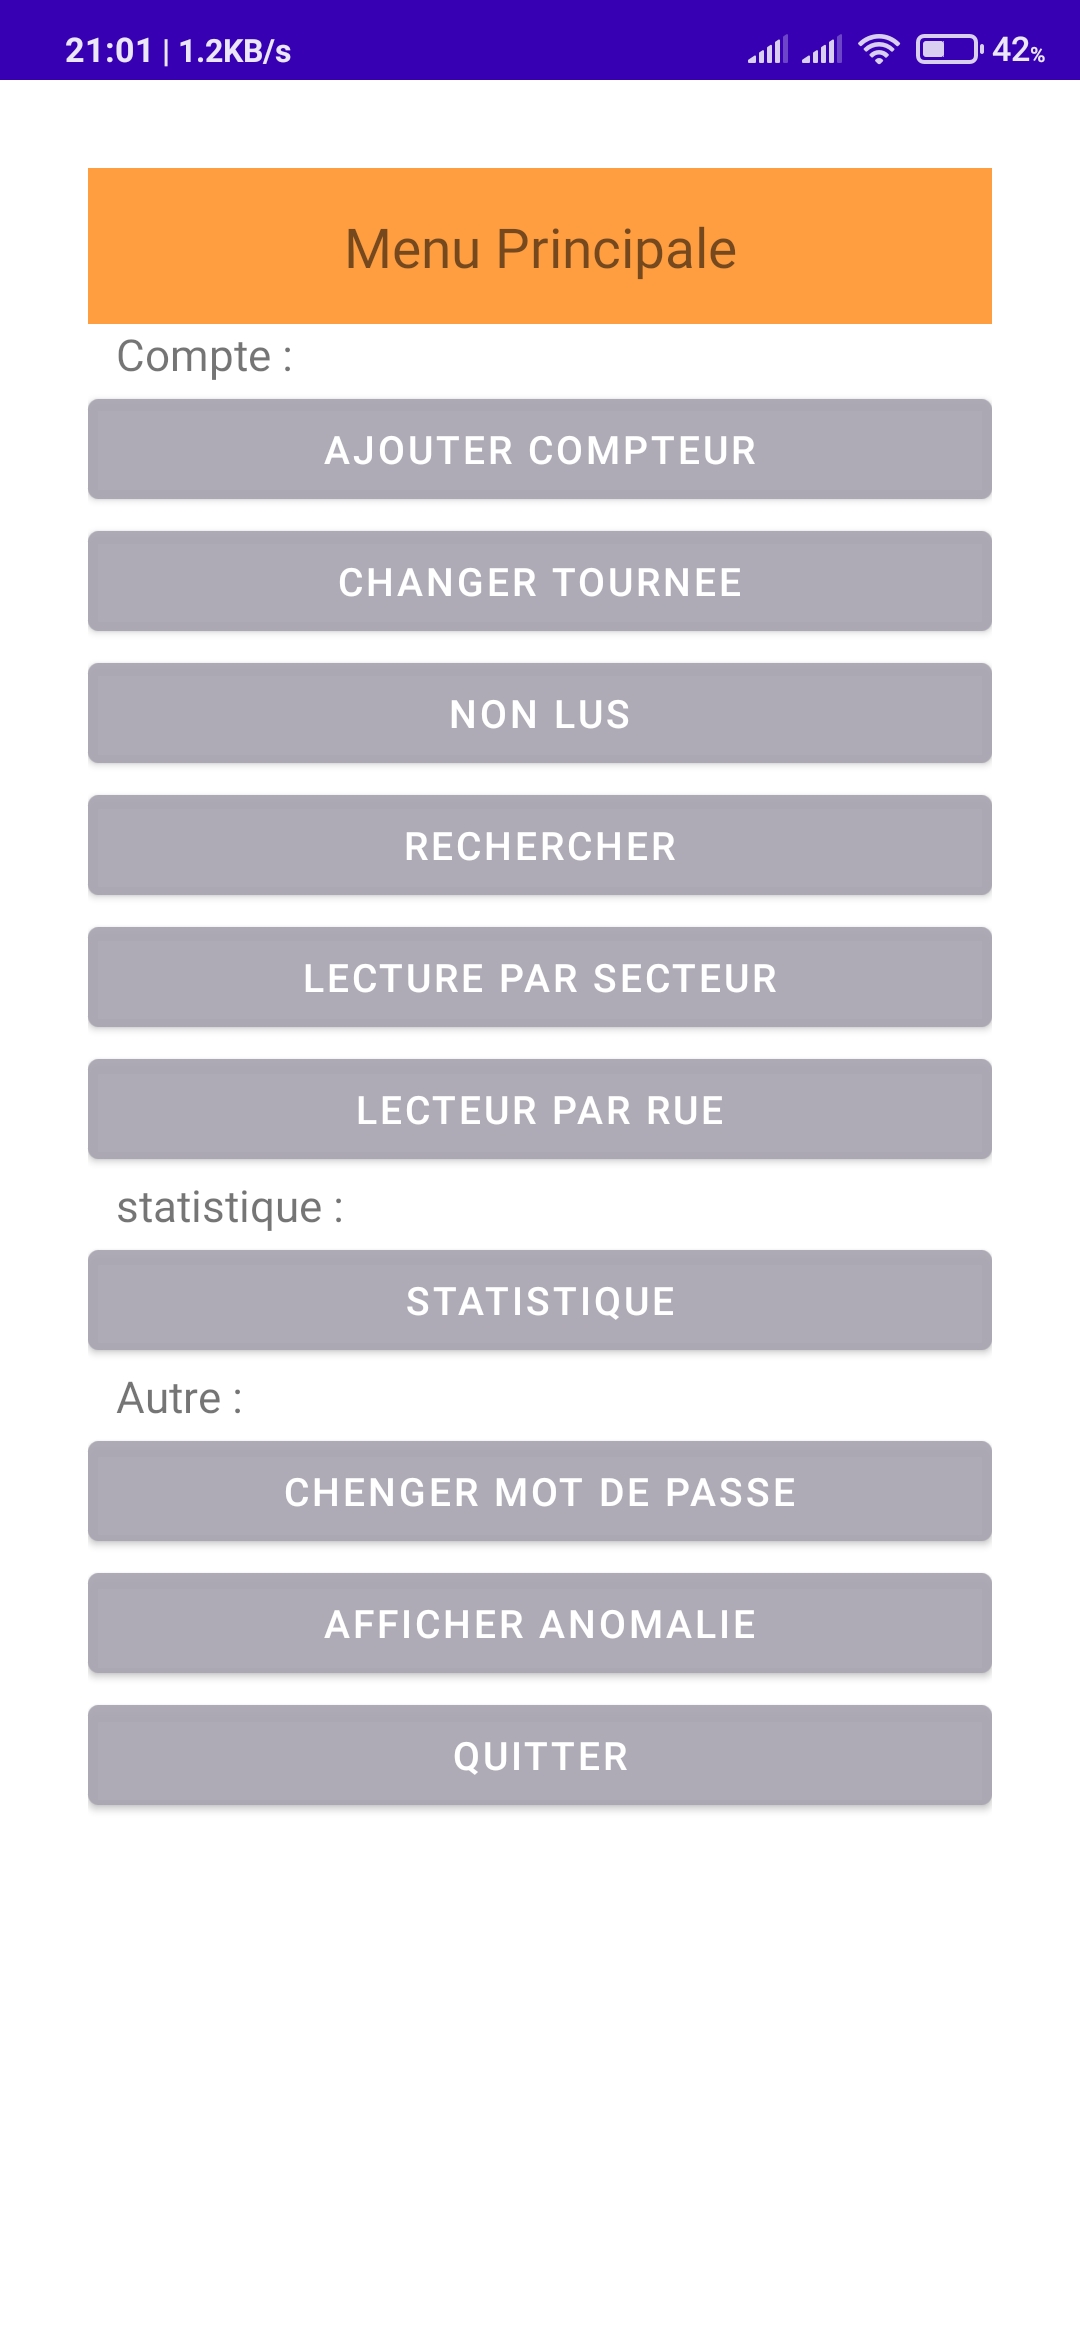 21:01 | 1.2KB/s 42%
Menu Principale
Compte :
AJOUTER COMPTEUR
CHANGER TOURNEE
NON LUS
RECHERCHER
LECTURE PAR SECTEUR
LECTEUR PAR RUE
statistique :
STATISTIQUE
Autre :
CHENGER MOT DE PASSE
AFFICHER ANOMALIE
QUITTER